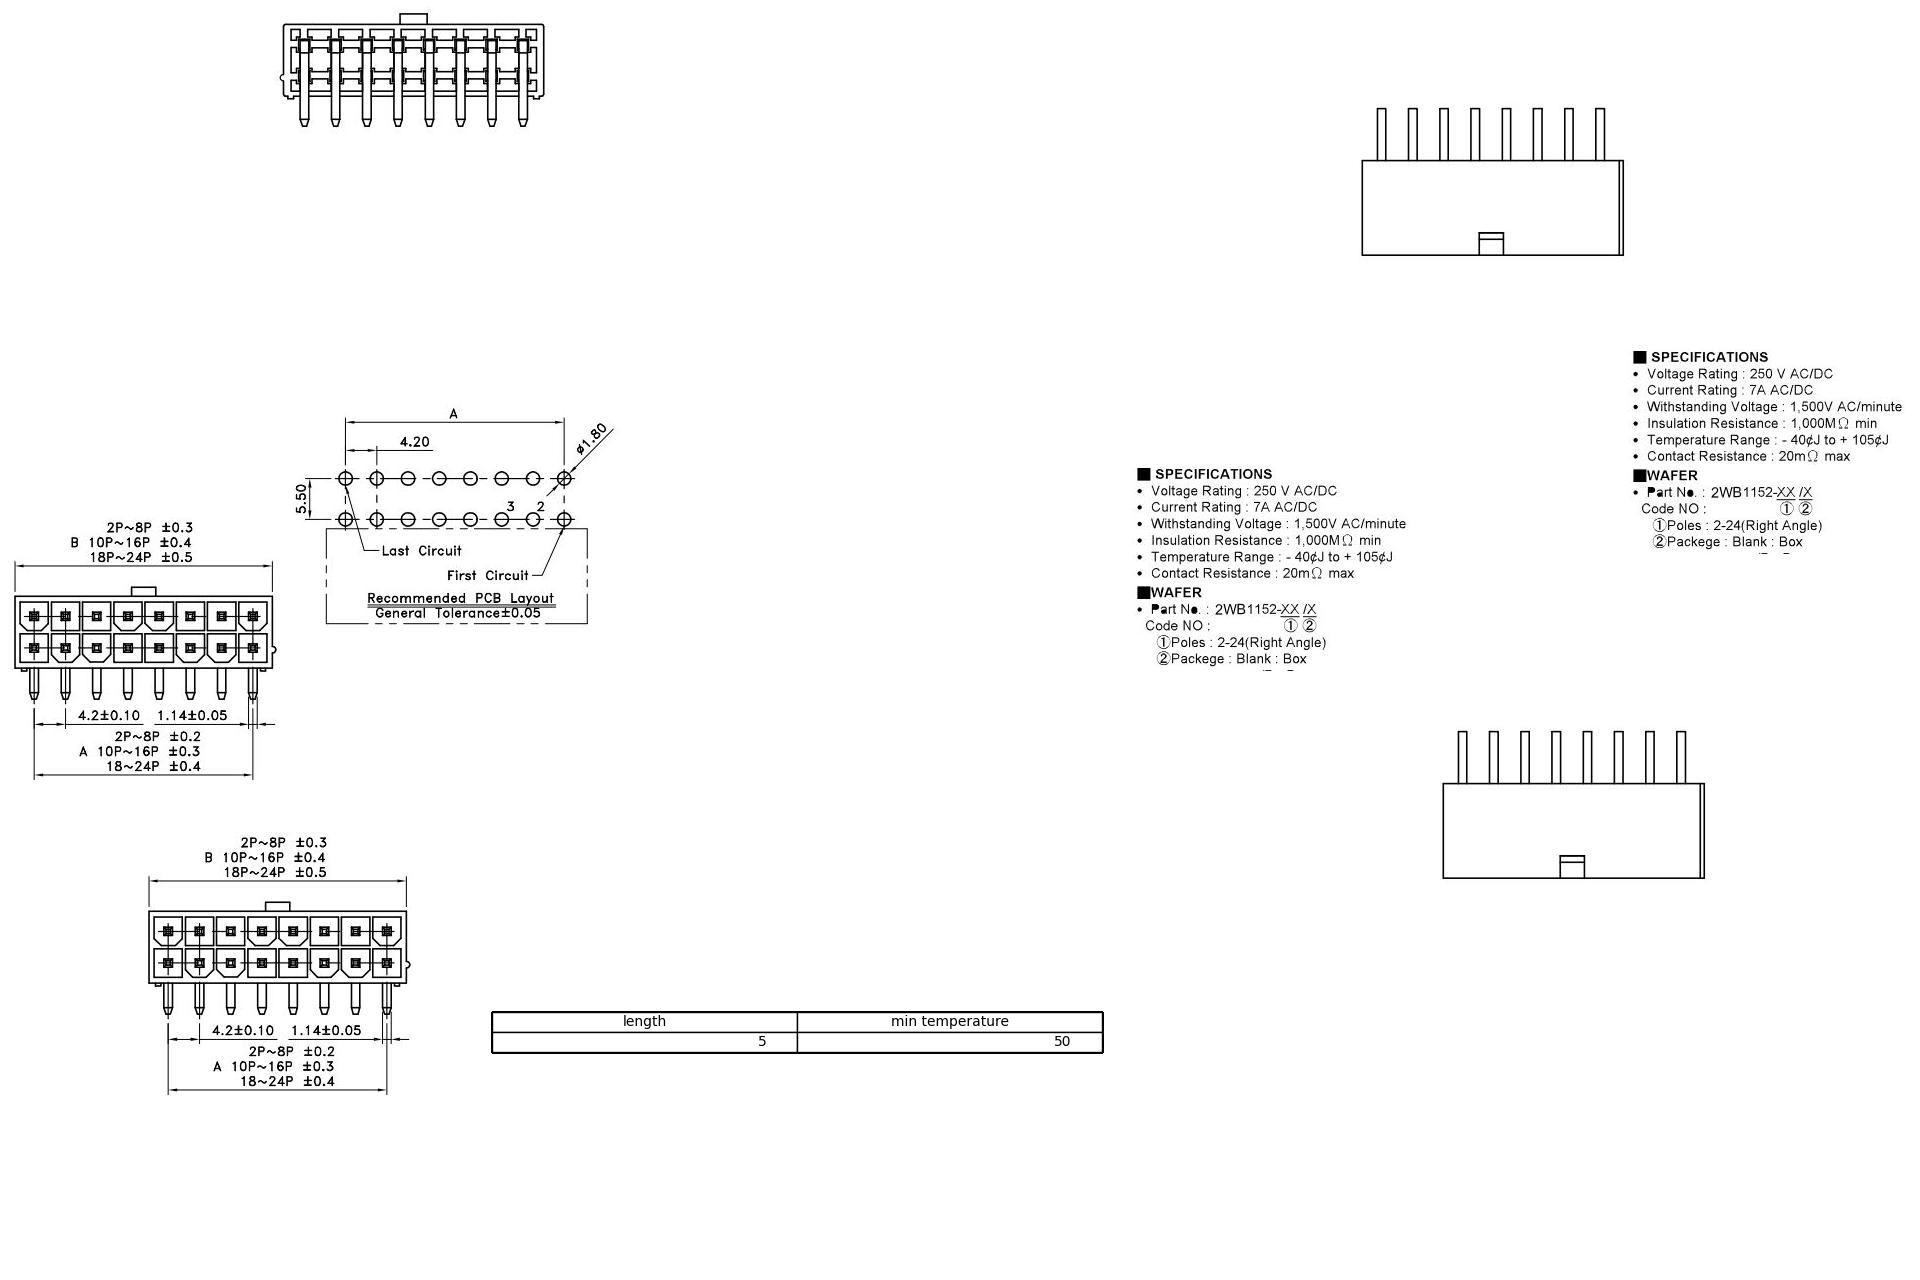 A
4.20
ø1.80
5.50
3 2
Last Circuit
First Circuit
Recommended PCB Layout
General Tolerance±0.05
2P~8P ±0.3
B 10P~16P ±0.4
18P~24P ±0.5
4.2±0.10 1.14±0.05
2P~8P ±0.2
A 10P~16P ±0.3
18~24P ±0.4
2P~8P ±0.3
B 10P~16P ±0.4
18P~24P ±0.5
4.2±0.10 1.14±0.05
2P~8P ±0.2
A 10P~16P ±0.3
18~24P ±0.4
length min temperature
5 50
■ SPECIFICATIONS
• Voltage Rating : 250 V AC/DC
• Current Rating : 7A AC/DC
• Withstanding Voltage : 1,500V AC/minute
• Insulation Resistance : 1,000MΩ min
• Temperature Range : - 40¢J to + 105¢J
• Contact Resistance : 20mΩ max
■WAFER
• Part No. : 2WB1152-XX /X
Code NO : ① ②
①Poles : 2-24(Right Angle)
②Packege : Blank : Box
■ SPECIFICATIONS
• Voltage Rating : 250 V AC/DC
• Current Rating : 7A AC/DC
• Withstanding Voltage : 1,500V AC/minute
• Insulation Resistance : 1,000MΩ min
• Temperature Range : - 40¢J to + 105¢J
• Contact Resistance : 20mΩ max
■WAFER
• Part No. : 2WB1152-XX /X
Code NO : ① ②
①Poles : 2-24(Right Angle)
②Packege : Blank : Box